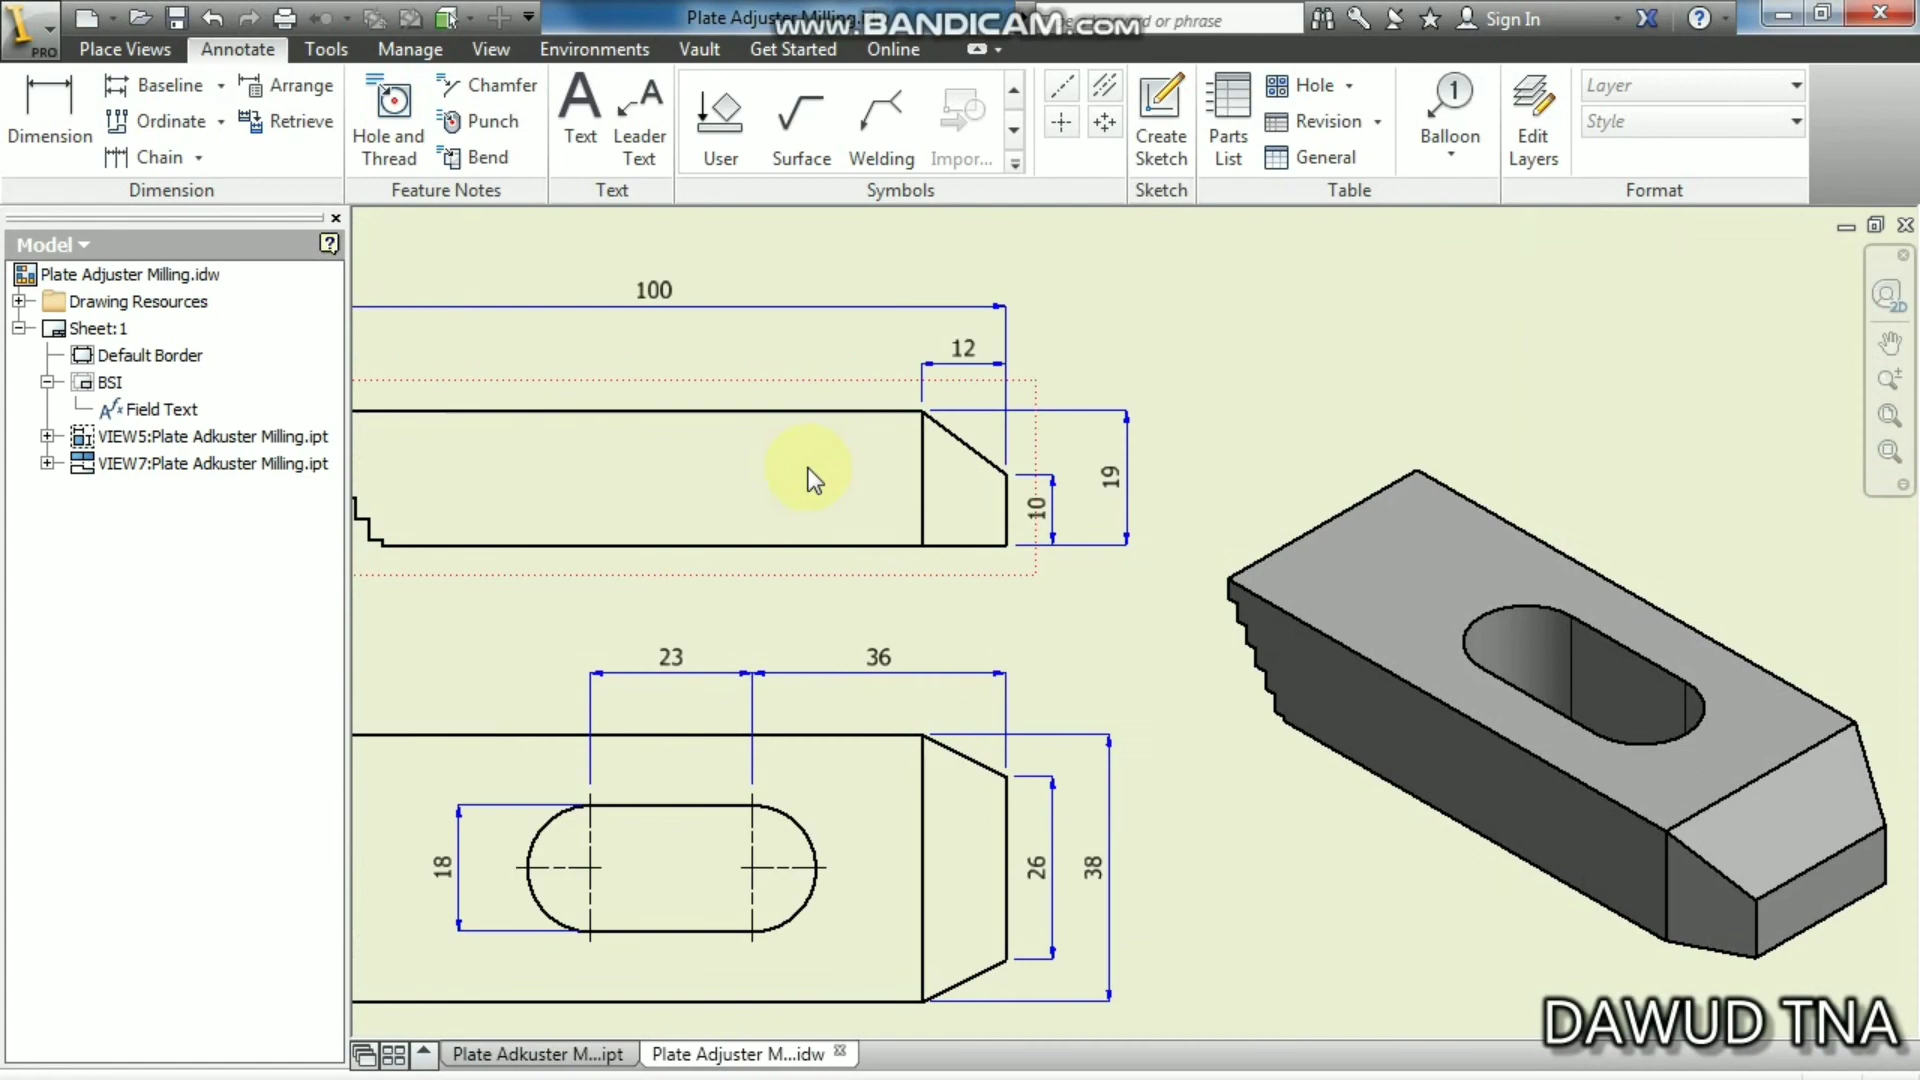 Plate Adjuster Milling.
www.BANDICAM.com
or phrase
Sign In
PRO
Place Views
Annotate
Tools
Manage
View
Environments
Vault
Get Started
Online
Dimension
Baseline
Ordinate
Chain
Arrange
Retrieve
Hole and
Thread
Chamfer
Punch
Bend
Text
Leader
Text
User
Surface
Welding
Impor...
Create
Sketch
Parts
List
Hole
Revision
General
Balloon
Edit
Layers
Layer
Style
Dimension
Feature Notes
Text
Symbols
Sketch
Table
Format
Model
Plate Adjuster Milling.idw
Drawing Resources
Sheet:1
Default Border
BSI
Field Text
VIEW5:Plate Adkuster Milling.ipt
VIEW7:Plate Adkuster Milling.ipt
2D
100
12
19
10
23
36
18
26
38
DAWUD TNA
Plate Adkuster M...ipt
Plate Adjuster M...idw